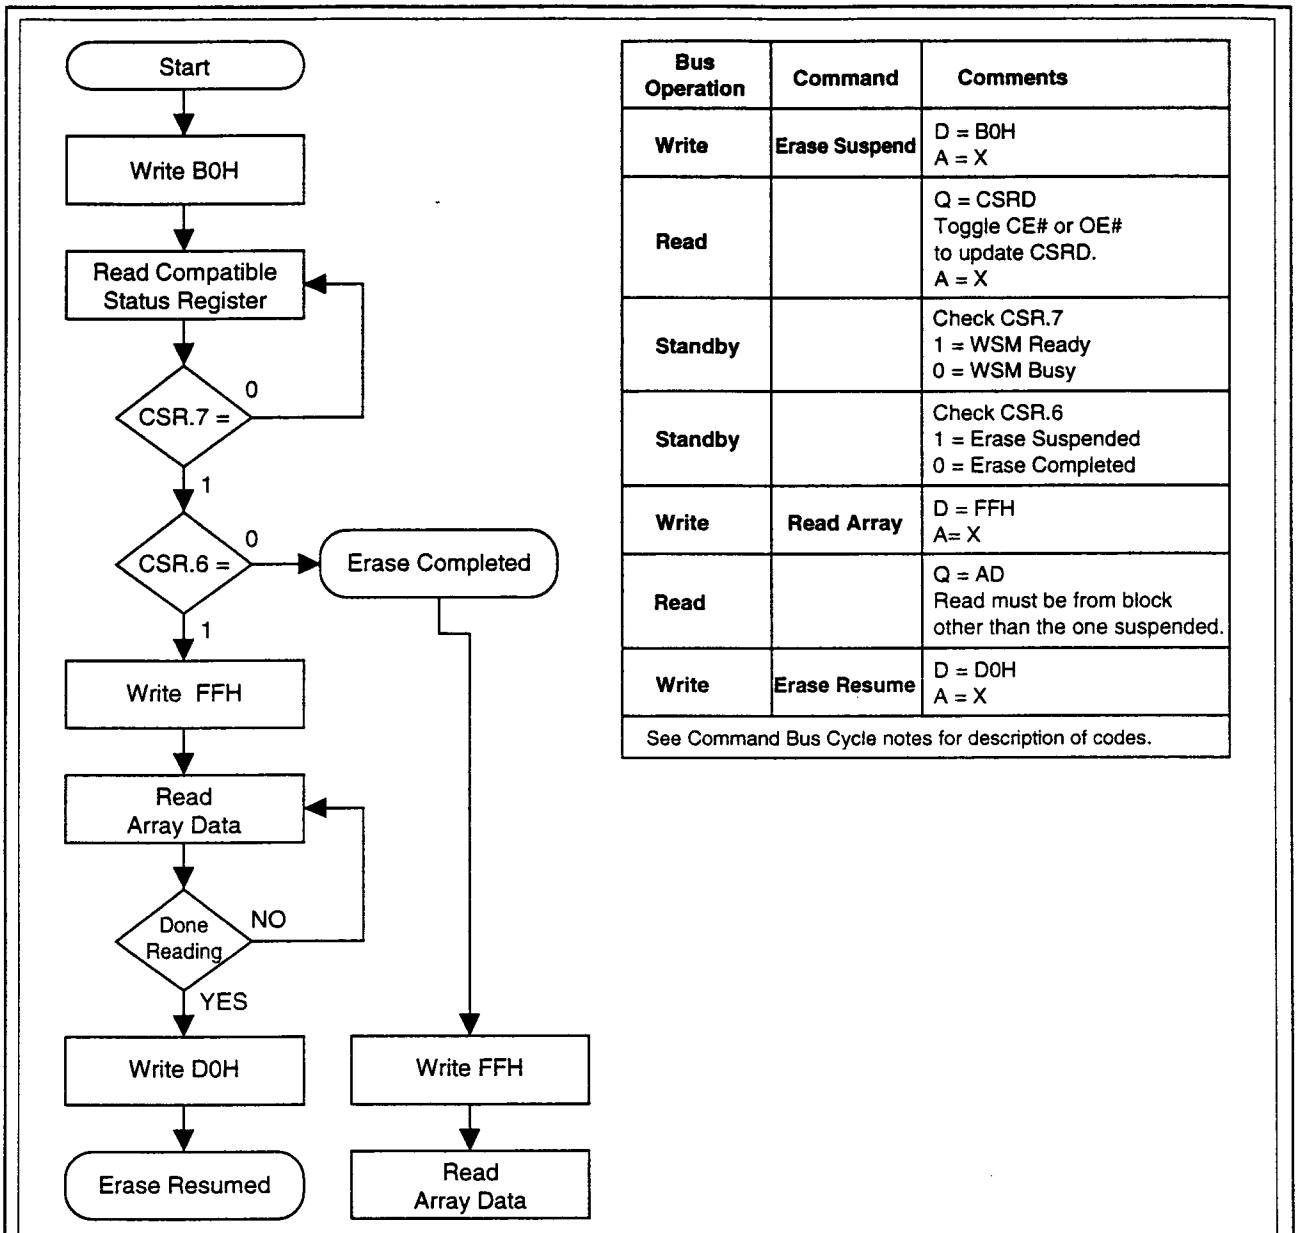 Start
Write B0H
Read Compatible
Status Register
0
CSR.7 =
1
0
CSR.6 =
Erase Completed
1
Write FFH
Read
Array Data
Done
Reading
NO
YES
Write D0H
Write FFH
Erase Resumed
Read
Array Data
Bus
Operation
Command
Comments
Write
Erase Suspend
D = B0H
A = X
Read
Q = CSRD
Toggle CE# or OE#
to update CSRD.
A = X
Standby
Check CSR.7
1 = WSM Ready
0 = WSM Busy
Standby
Check CSR.6
1 = Erase Suspended
0 = Erase Completed
Write
Read Array
D = FFH
A= X
Read
Q = AD
Read must be from block
other than the one suspended.
Write
Erase Resume
D = D0H
A = X
See Command Bus Cycle notes for description of codes.